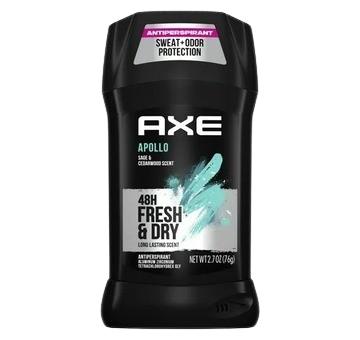 ANTIPERSPIRANT
SWEAT+ODOR
PROTECTION
AXE
APOLLO
SAGE &
CEDARWOOD SCENT
48H
FRESH
& DRY
LONG LASTING SCENT
ANTIPERSPIRANT
ALUMINUM ZIRCONIUM
TETRACHLOROHYDREX GLY
NET WT 2.7 OZ (76g)